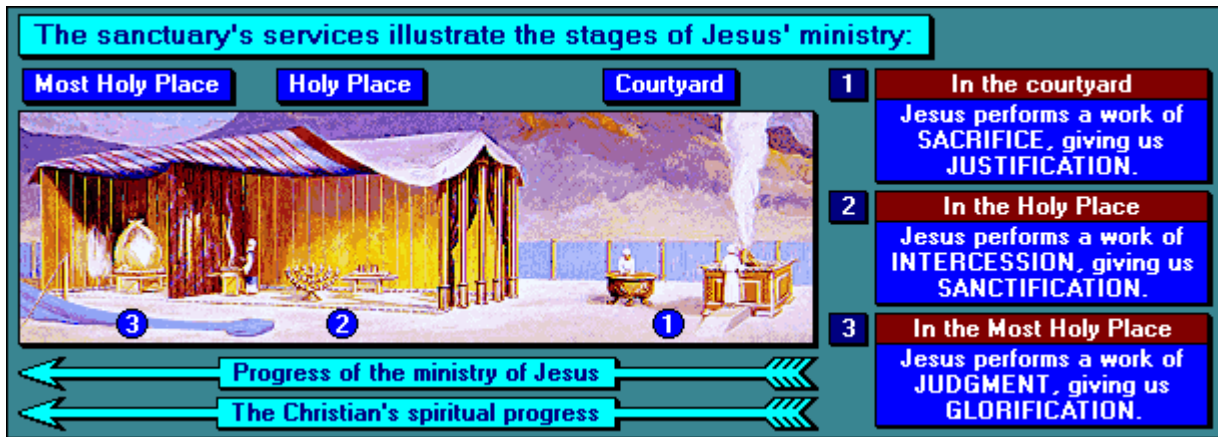 The sanctuary's services illustrate the stages of Jesus' ministry:
Most Holy Place
Holy Place
Courtyard
3
2
1
Progress of the ministry of Jesus
The Christian's spiritual progress
1
In the courtyard
Jesus performs a work of
SACRIFICE, giving us
JUSTIFICATION.
2
In the Holy Place
Jesus performs a work of
INTERCESSION, giving us
SANCTIFICATION.
3
In the Most Holy Place
Jesus performs a work of
JUDGMENT, giving us
GLORIFICATION.